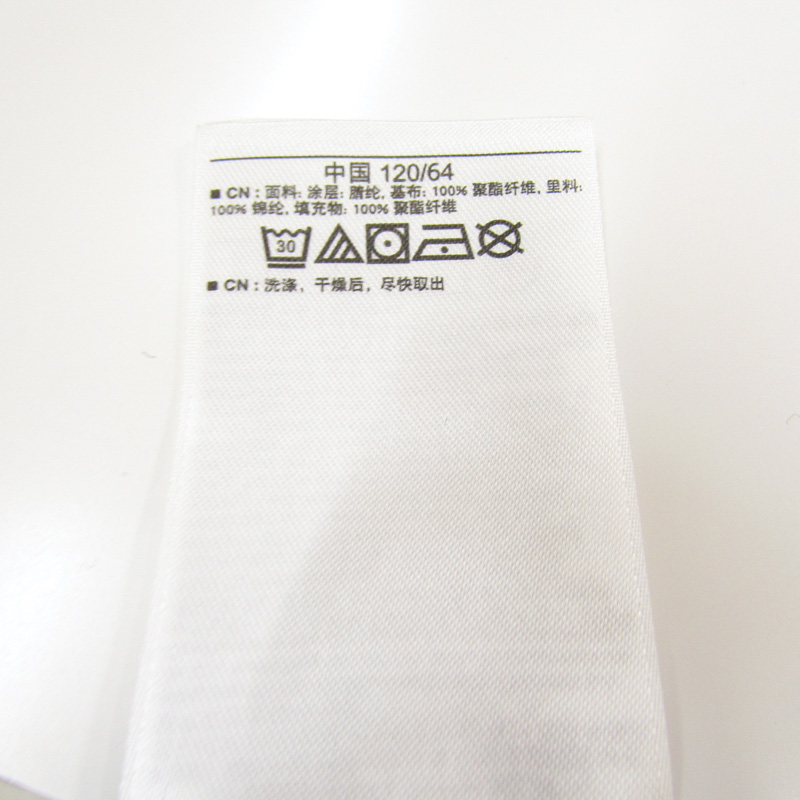 中国 120/64
■ CN : 面料: 涂层: 腈纶, 基布: 100% 聚酯纤维, 里料:
100% 锦纶, 填充物: 100% 聚酯纤维
30
■ CN : 洗涤、干燥后，尽快取出